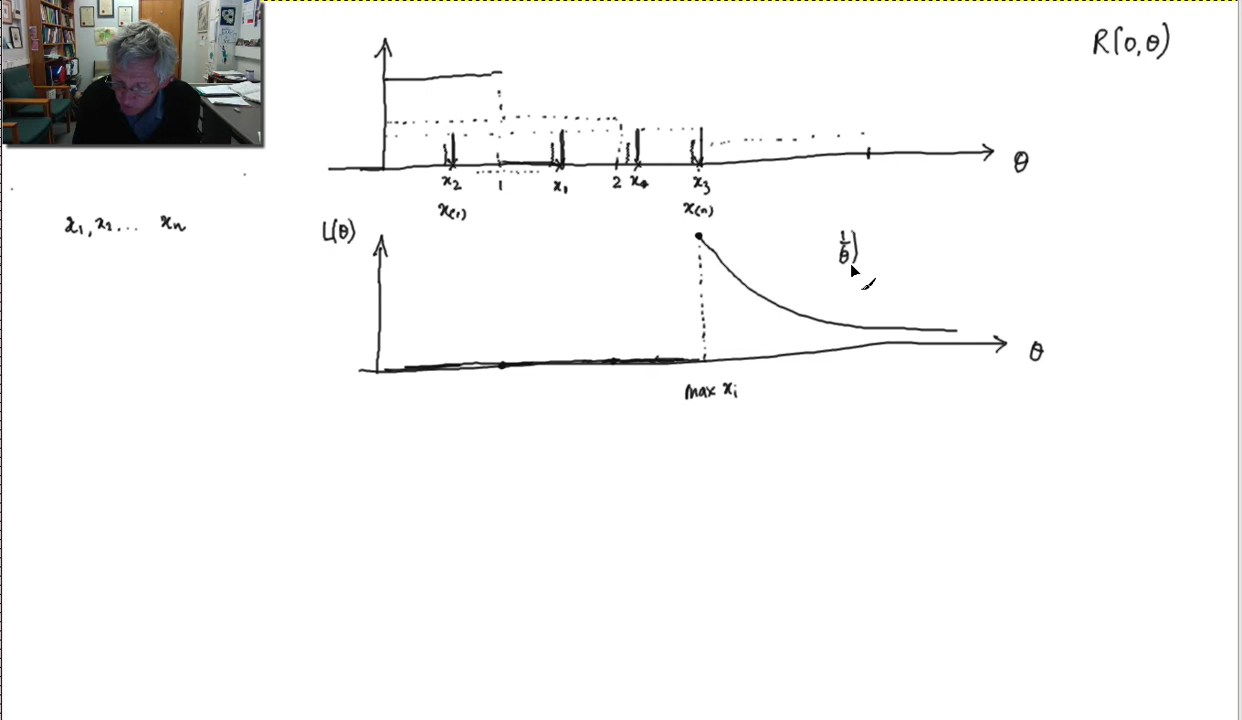 R(0,θ)
θ
x₂ 1 x₁ 2 x₄ x₃
x₍₁₎ x₍ₙ₎
x₁, x₂ ... xₙ
L(θ)
1/θ)
θ
max xᵢ